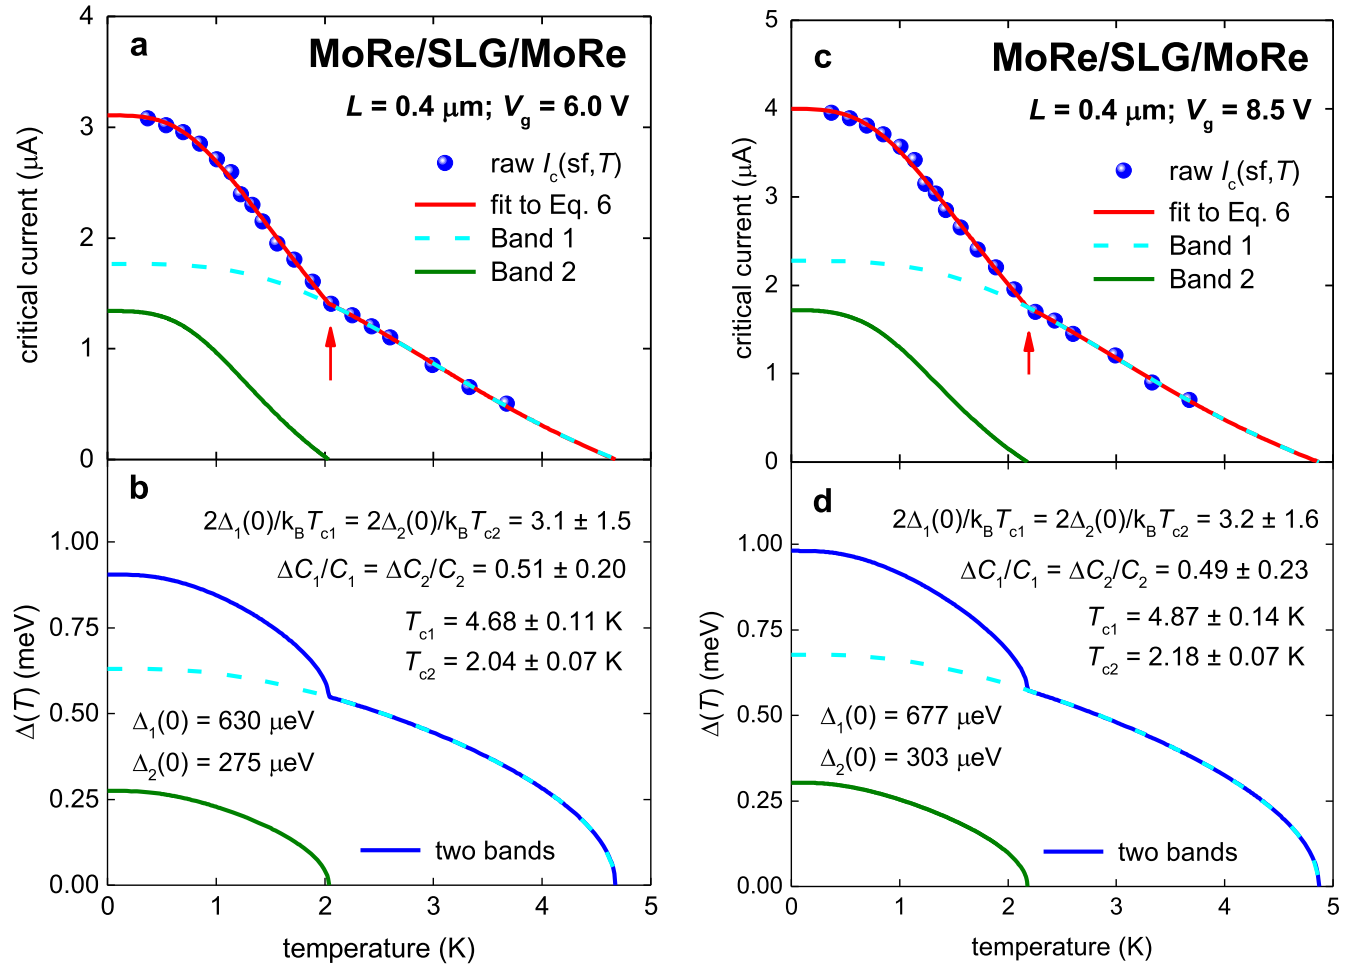 a
MoRe/SLG/MoRe
L = 0.4 μm; Vg = 6.0 V
raw Ic(sf,T)
fit to Eq. 6
Band 1
Band 2
critical current (μA)
4
3
2
1
0
b
2Δ1(0)/kBTc1 = 2Δ2(0)/kBTc2 = 3.1 ± 1.5
ΔC1/C1 = ΔC2/C2 = 0.51 ± 0.20
Tc1 = 4.68 ± 0.11 K
Tc2 = 2.04 ± 0.07 K
Δ1(0) = 630 μeV
Δ2(0) = 275 μeV
two bands
Δ(T) (meV)
1.00
0.75
0.50
0.25
0.00
0 1 2 3 4 5
temperature (K)
c
MoRe/SLG/MoRe
L = 0.4 μm; Vg = 8.5 V
raw Ic(sf,T)
fit to Eq. 6
Band 1
Band 2
critical current (μA)
5
4
3
2
1
0
d
2Δ1(0)/kBTc1 = 2Δ2(0)/kBTc2 = 3.2 ± 1.6
ΔC1/C1 = ΔC2/C2 = 0.49 ± 0.23
Tc1 = 4.87 ± 0.14 K
Tc2 = 2.18 ± 0.07 K
Δ1(0) = 677 μeV
Δ2(0) = 303 μeV
two bands
Δ(T) (meV)
1.00
0.75
0.50
0.25
0.00
0 1 2 3 4 5
temperature (K)